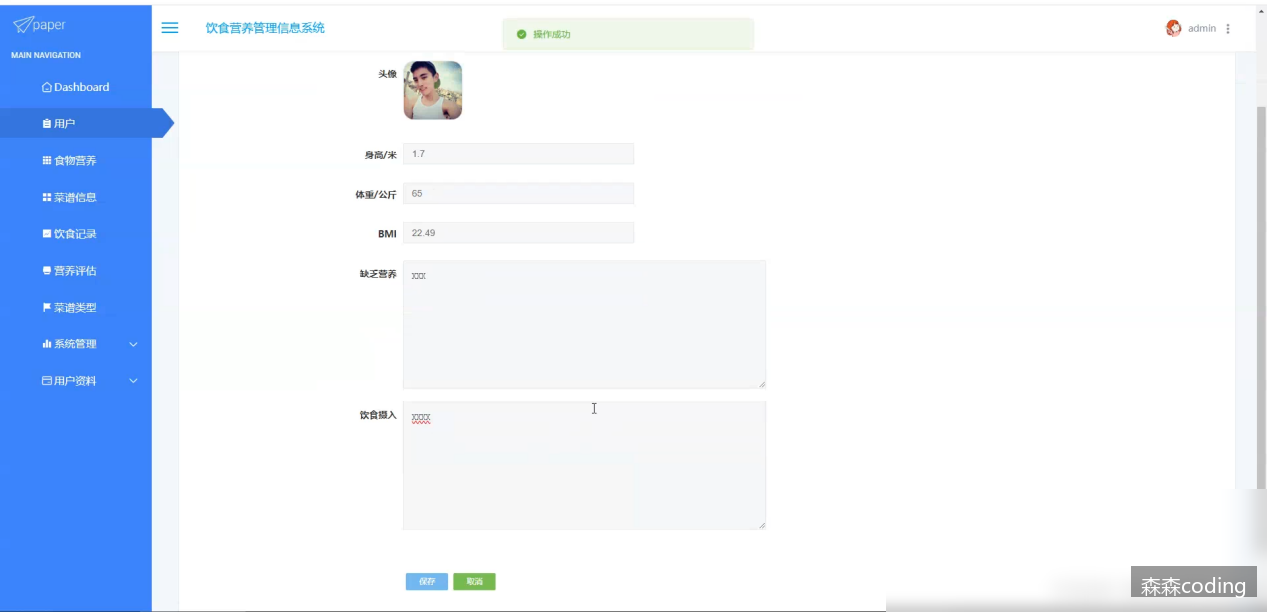 paper
饮食营养管理信息系统
操作成功
admin
MAIN NAVIGATION
Dashboard
用户
食物营养
菜谱信息
饮食记录
营养评估
菜谱类型
系统管理
用户资料
头像
身高/米
1.7
体重/公斤
65
BMI
22.49
缺乏营养
xxx
饮食摄入
xxxx
保存
取消
森森coding